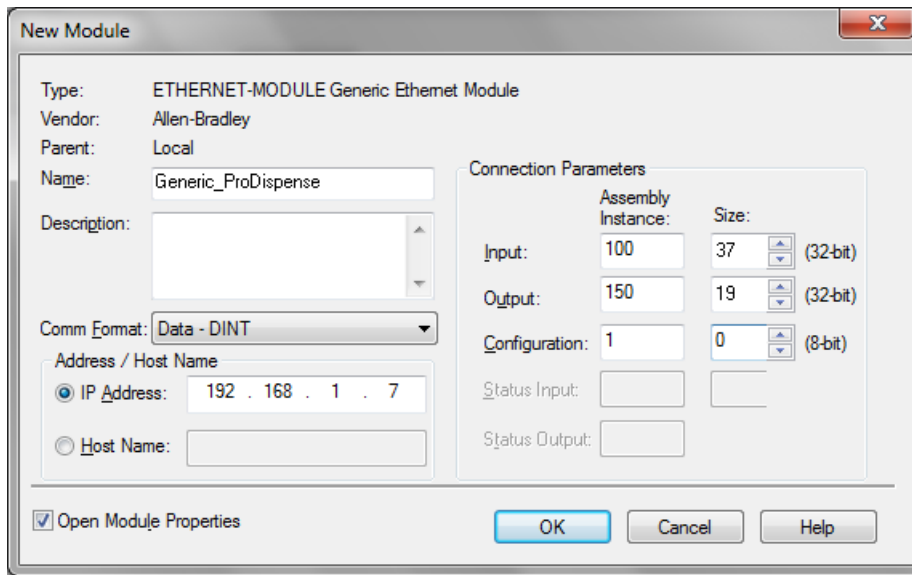 New Module
Type: ETHERNET-MODULE Generic Ethernet Module
Vendor: Allen-Bradley
Parent: Local
Name: Generic_ProDispense
Description:
Comm Format: Data - DINT
Address / Host Name
IP Address: 192 . 168 . 1 . 7
Host Name:
Connection Parameters
Assembly
Instance: Size:
Input: 100 37 (32-bit)
Output: 150 19 (32-bit)
Configuration: 1 0 (8-bit)
Status Input:
Status Output:
Open Module Properties
OK Cancel Help